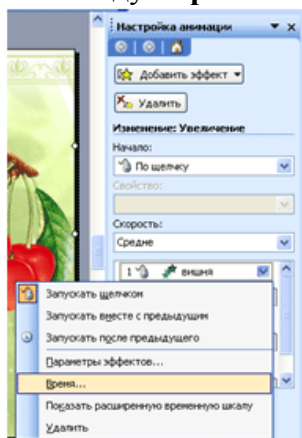 Настройка анимации
Добавить эффект
Удалить
Изменение: Увеличение
Начало:
По щелчку
Свойство:
Скорость:
Средне
1 вишня
Запускать щелчком
Запускать вместе с предыдущим
Запускать после предыдущего
Параметры эффектов...
Время...
Показать расширенную временную шкалу
Удалить